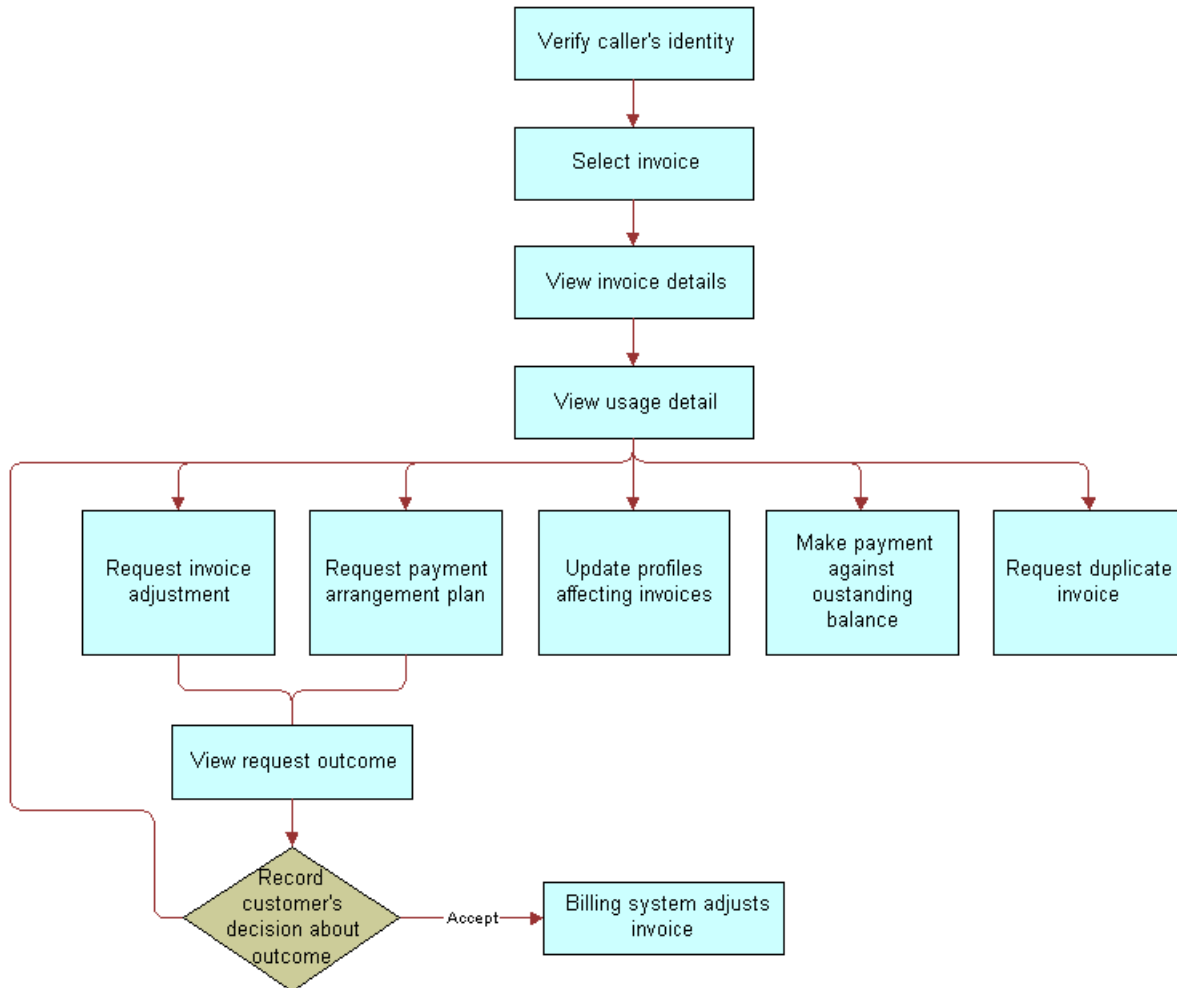 Verify caller's identity
Select invoice
View invoice details
View usage detail
Request invoice
adjustment
Request payment
arrangement plan
Update profiles
affecting invoices
Make payment
against
oustanding
balance
Request duplicate
invoice
View request outcome
Record
customer's
decision about
outcome
Accept
Billing system adjusts
invoice